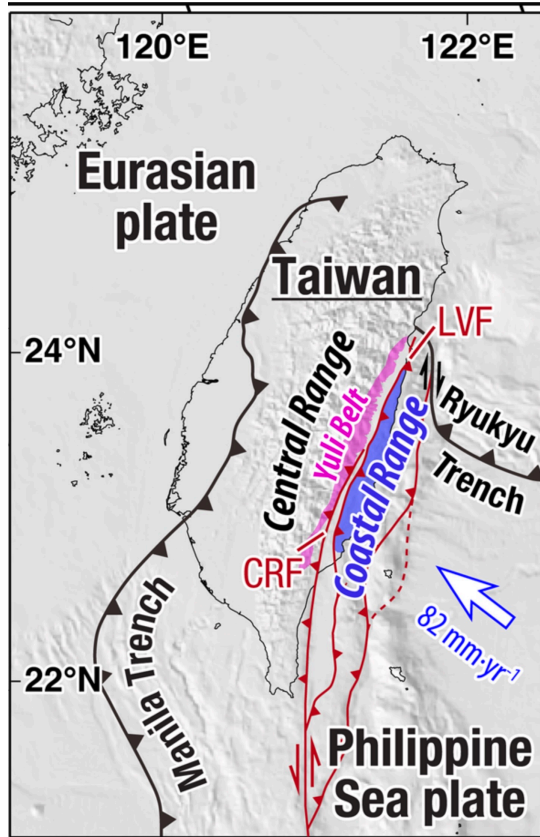 120°E
122°E
Eurasian
plate
Taiwan
LVF
24°N
Central Range
Yuli Belt
Coastal Range
Ryukyu
Trench
CRF
82 mm·yr⁻¹
22°N
Manila Trench
Philippine
Sea plate